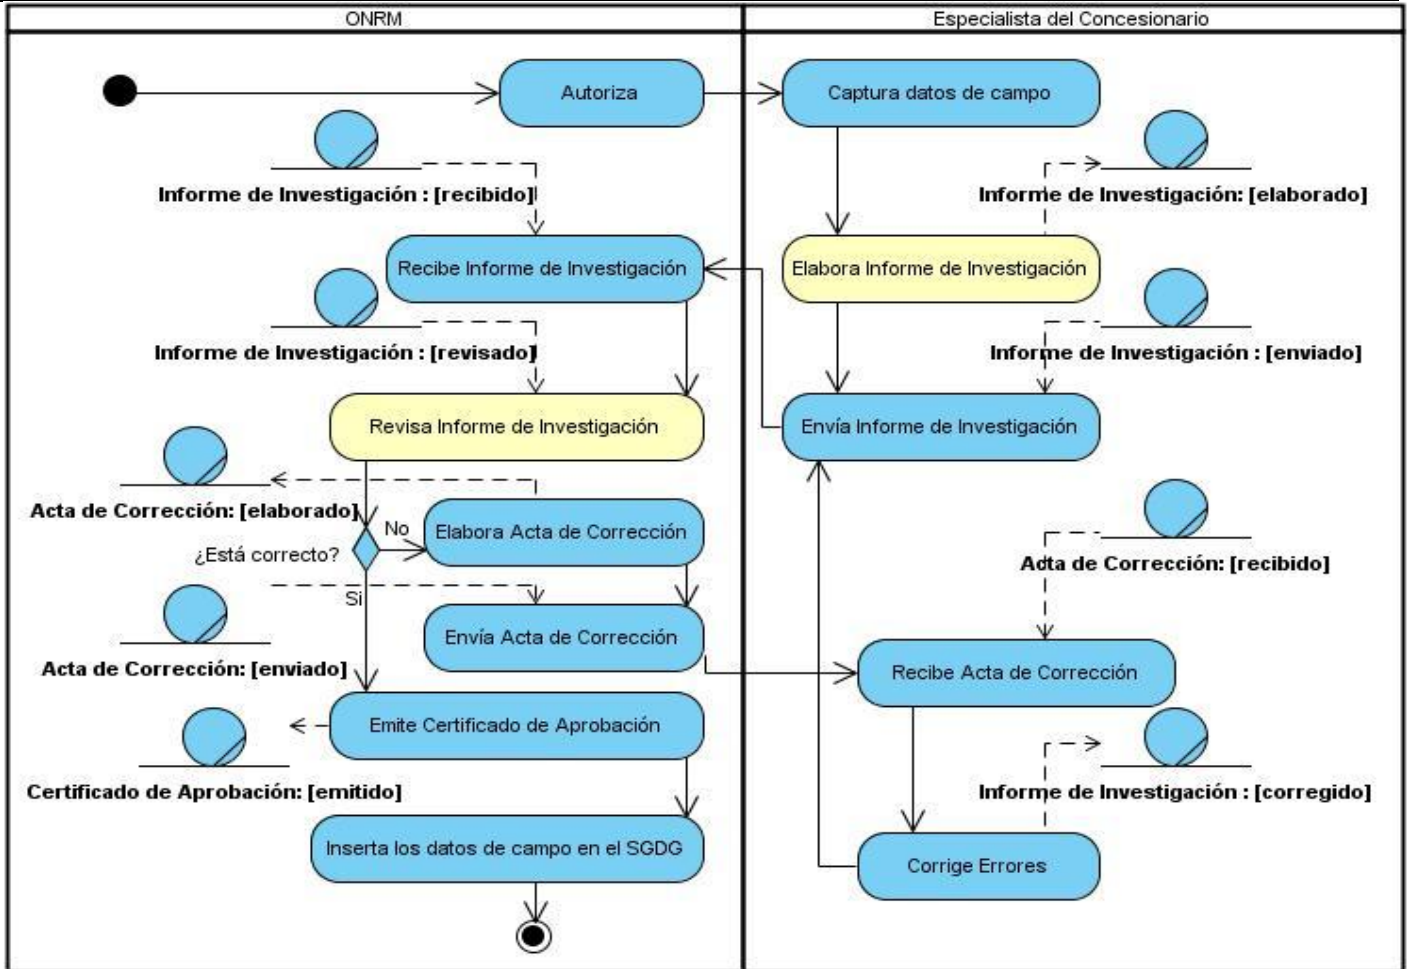 ONRM
Especialista del Concesionario
Autoriza
Captura datos de campo
Informe de Investigación : [recibido]
Informe de Investigación: [elaborado]
Recibe Informe de Investigación
Elabora Informe de Investigación
Informe de Investigación : [revisado]
Informe de Investigación : [enviado]
Revisa Informe de Investigación
Envía Informe de Investigación
Acta de Corrección: [elaborado]
No
Elabora Acta de Corrección
¿Está correcto?
Acta de Corrección: [recibido]
Si
Envía Acta de Corrección
Acta de Corrección: [enviado]
Recibe Acta de Corrección
Emite Certificado de Aprobación
Certificado de Aprobación: [emitido]
Informe de Investigación : [corregido]
Inserta los datos de campo en el SGDG
Corrige Errores